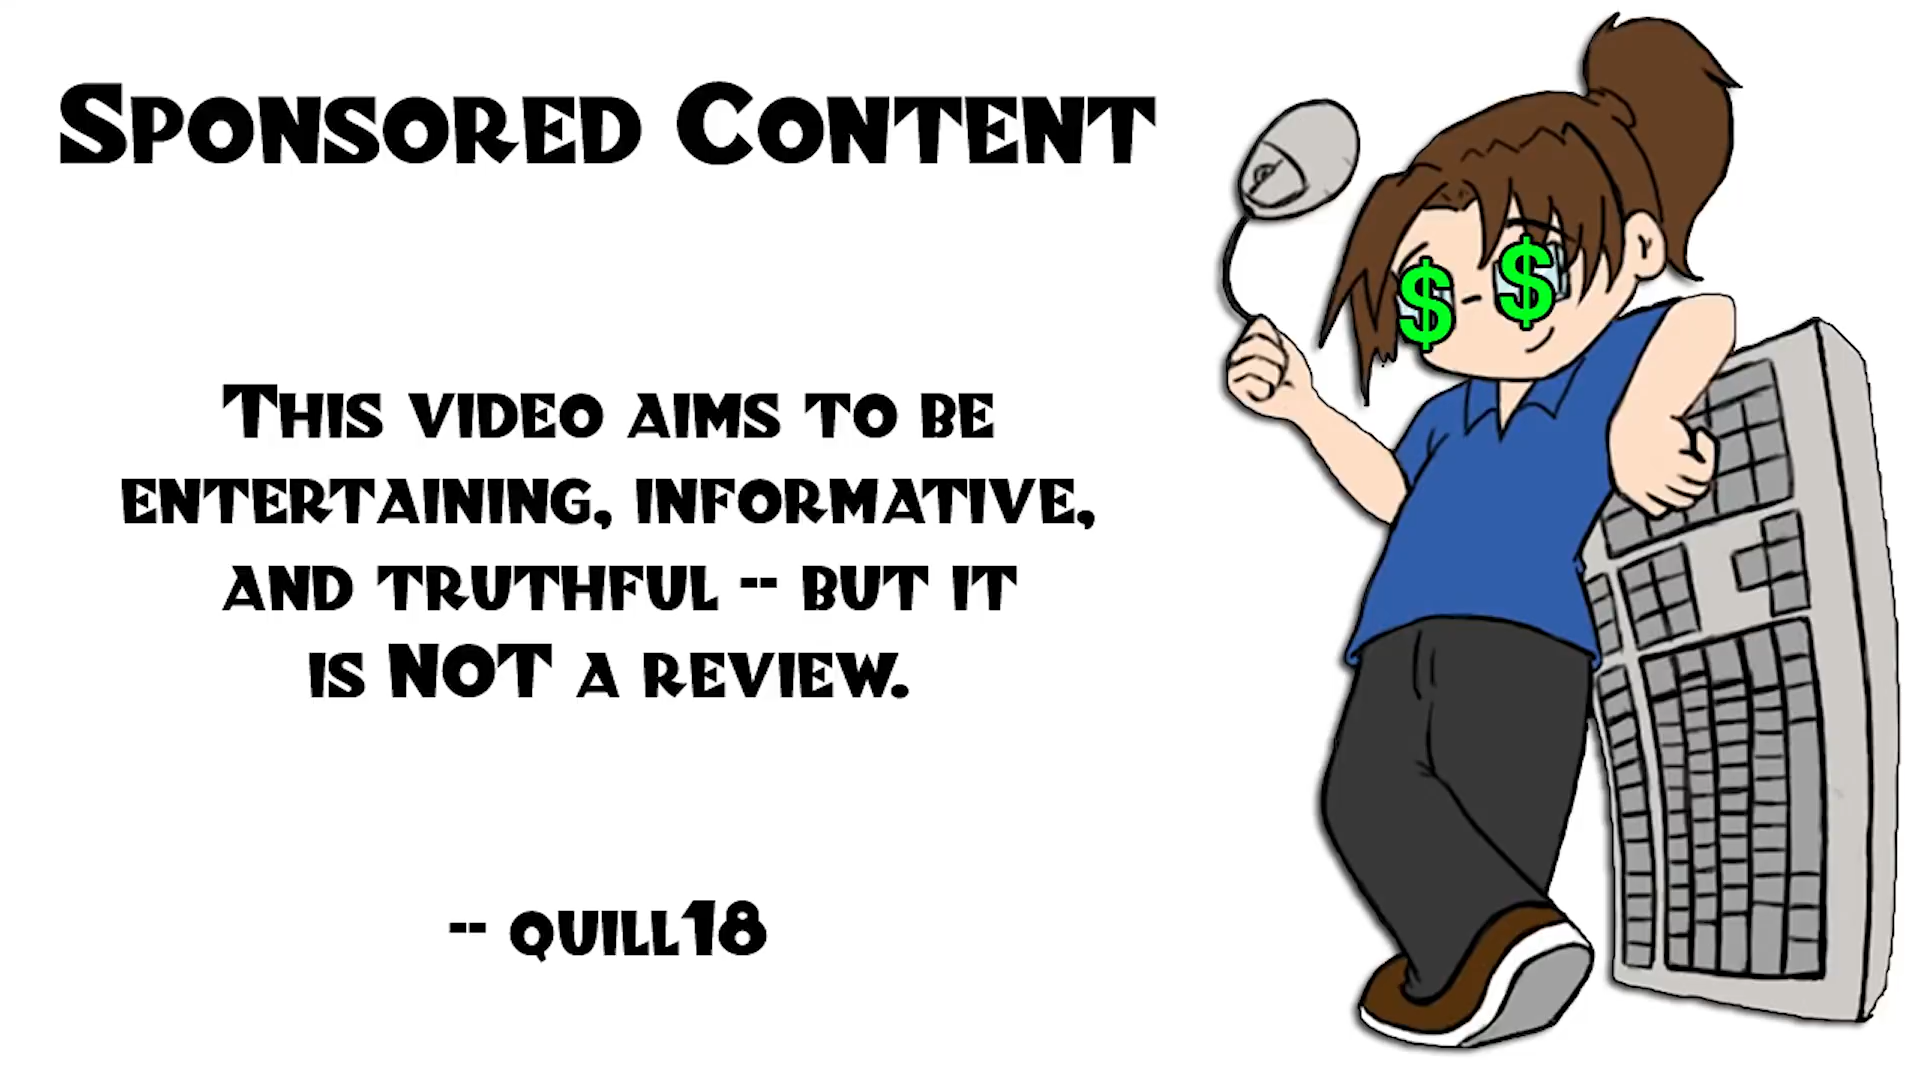 Sponsored Content
This video aims to be
entertaining, informative,
and truthful -- but it
is NOT a review.
-- quill18
$ $